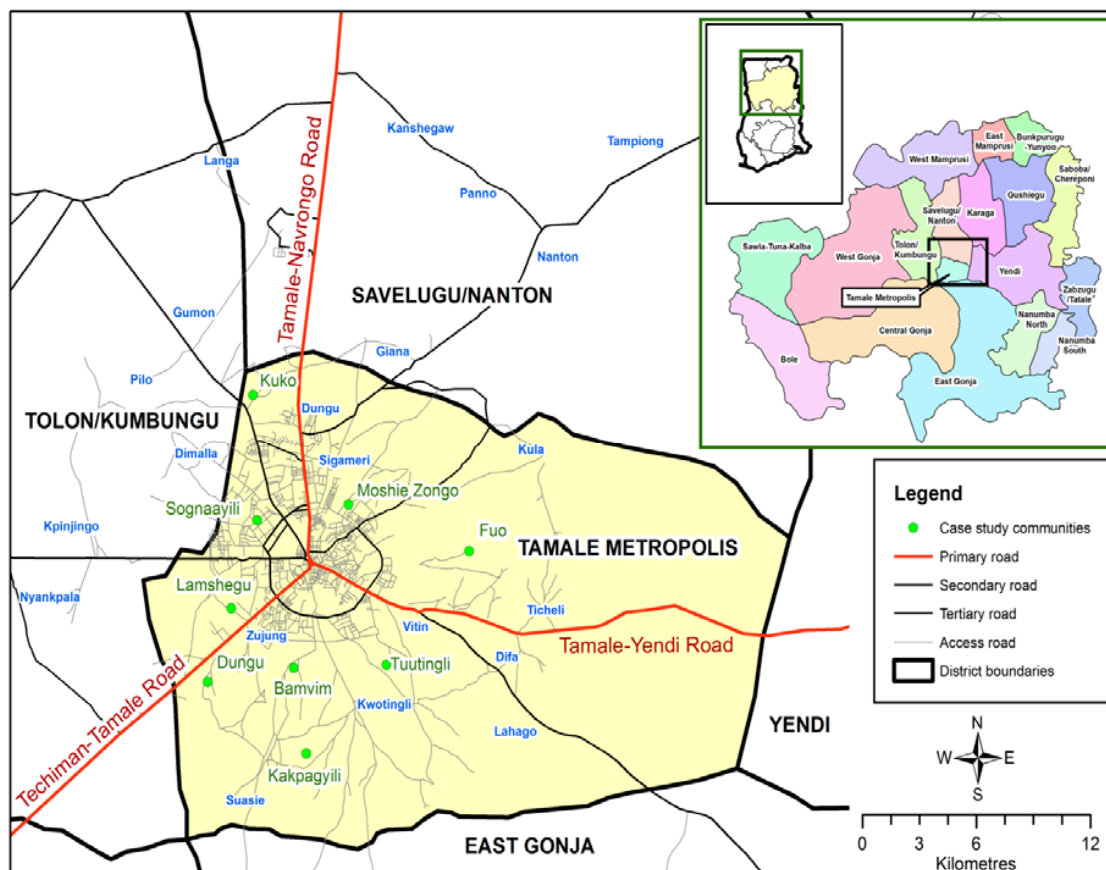 Kanshegaw
Tampiong
Langa
Panno
Tamale-Navrongo Road
Nanton
SAVELUGU/NANTON
Gumon
Giana
Pilo
Kuko
TOLON/KUMBUNGU
Dungu
Dimalla
Sigameri
Kula
Moshie Zongo
Sognaayili
Kpinjingo
Fuo
TAMALE METROPOLIS
Lamshegu
Nyankpala
Ticheli
Zujung
Vitin
Tamale-Yendi Road
Difa
Dungu
Bamvim
Tuutingli
Techiman-Tamale Road
Kwotingli
Lahago
YENDI
Kakpagyili
Suasie
EAST GONJA
East
Mamprusi
Bunkpurugu
-Yunyoo
West Mamprusi
Saboba/
Chereponi
Gushiegu
Savelugu/
Nanton
Karaga
Sawla-Tuna-Kalba
West Gonja
Tolon/
Kumbungu
Yendi
Zabzugu
/Tatale
Tamale Metropolis
Nanumba
North
Central Gonja
Nanumba
South
Bole
East Gonja
Legend
Case study communities
Primary road
Secondary road
Tertiary road
Access road
District boundaries
N
W
E
S
0 3 6 12
Kilometres